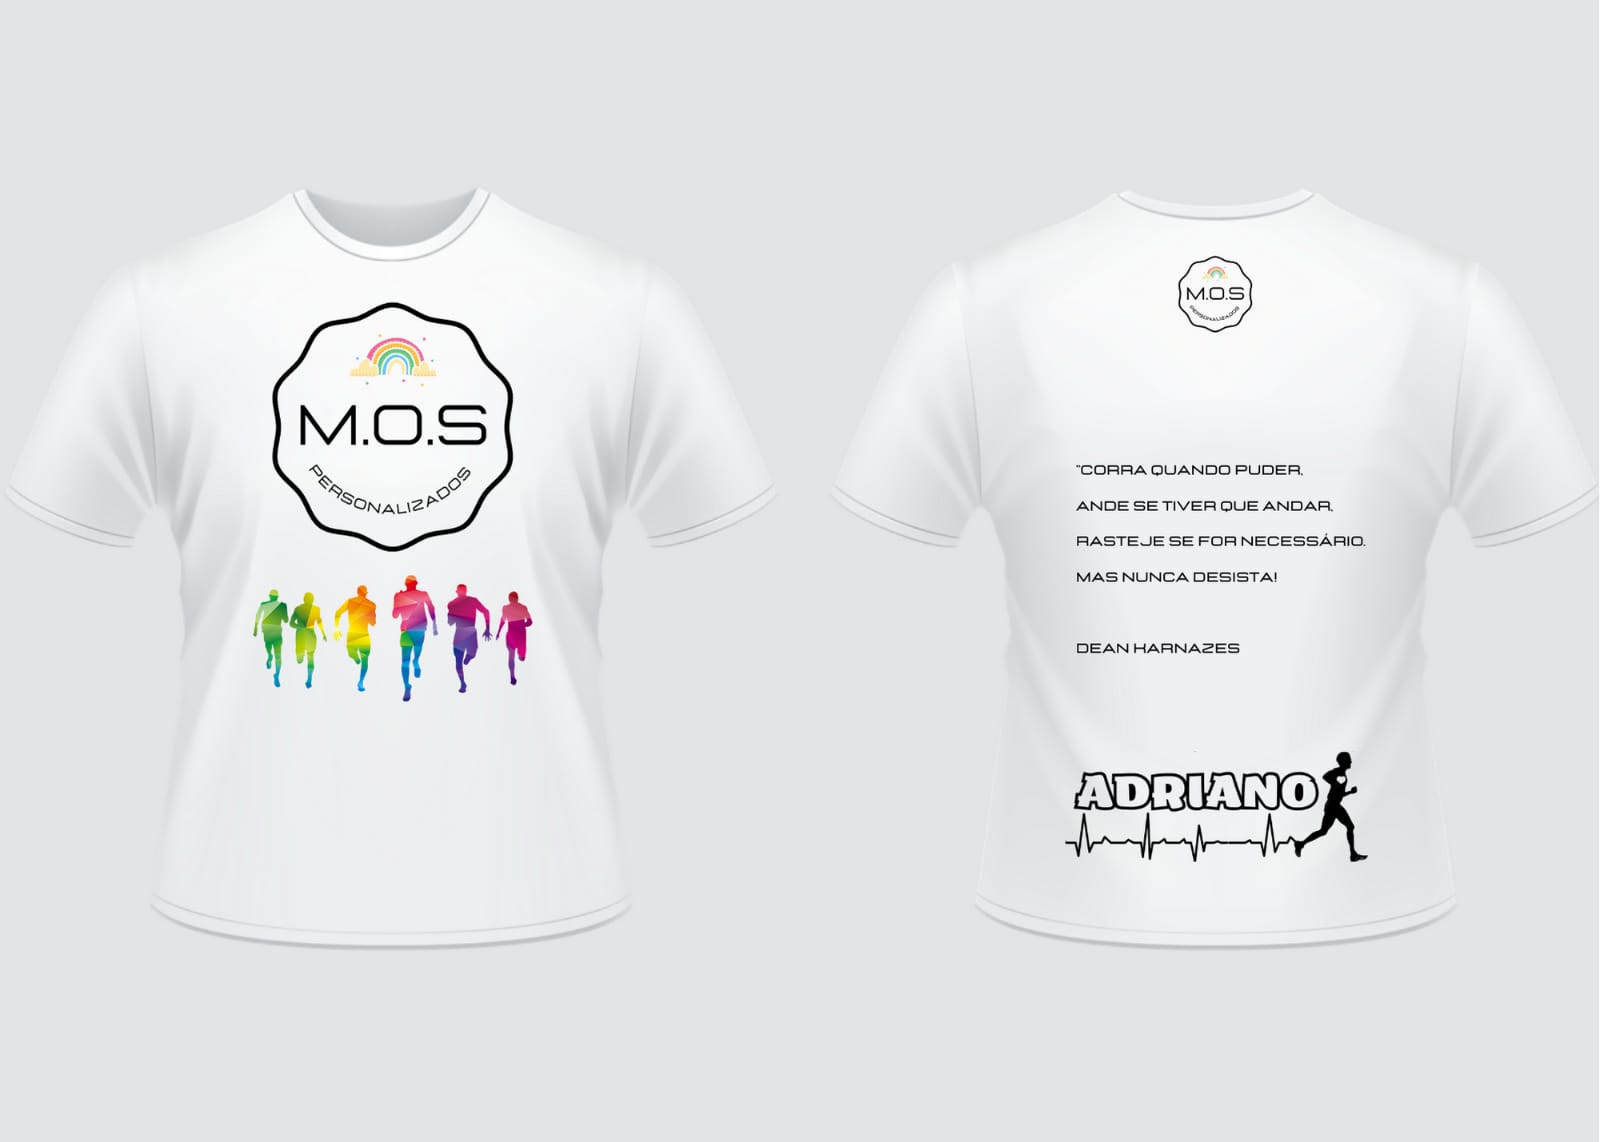 M.O.S
PERSONALIZADOS
M.O.S
PERSONALIZADOS
"CORRA QUANDO PUDER,
ANDE SE TIVER QUE ANDAR,
RASTEJE SE FOR NECESSÁRIO.
MAS NUNCA DESISTA!
DEAN KARNAZES
ADRIANO